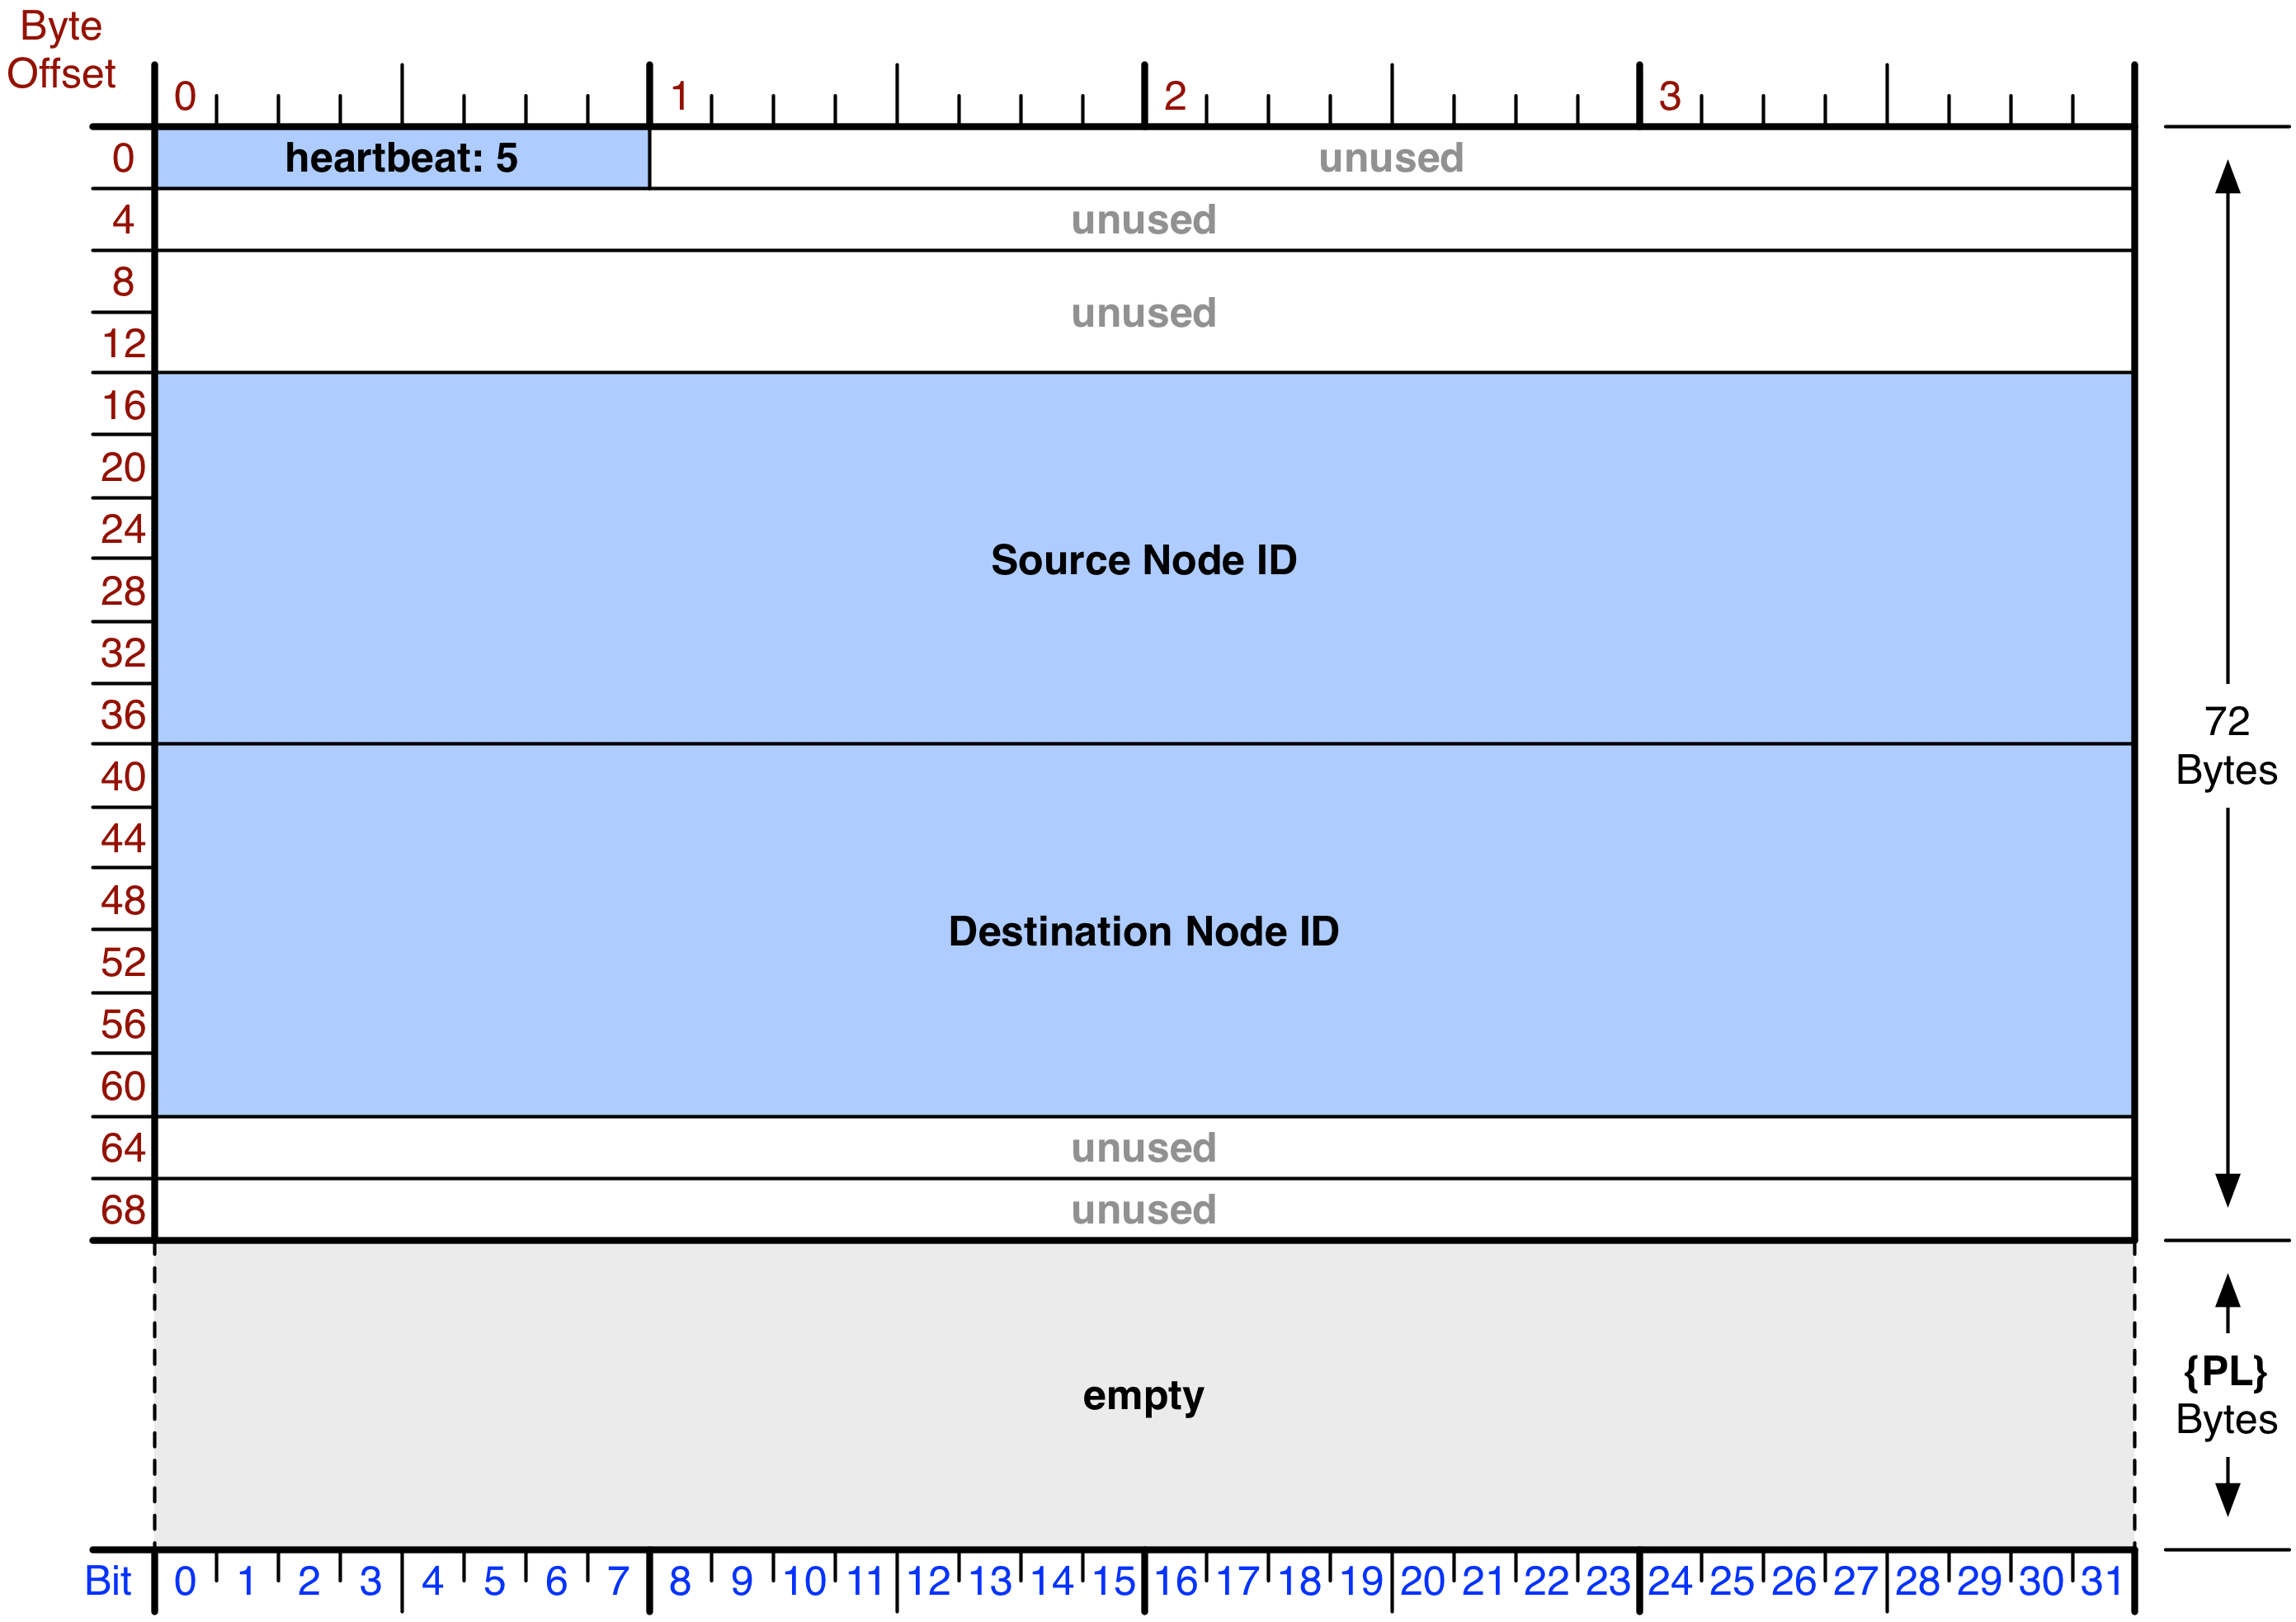 Byte
Offset
0 1 2 3
0 heartbeat: 5 unused
4 unused
8
unused
12
16
20
24
Source Node ID
28
32
36
72
Bytes
40
44
48
Destination Node ID
52
56
60
64 unused
68 unused
empty
{PL}
Bytes
Bit 0 1 2 3 4 5 6 7 8 9 10 11 12 13 14 15 16 17 18 19 20 21 22 23 24 25 26 27 28 29 30 31